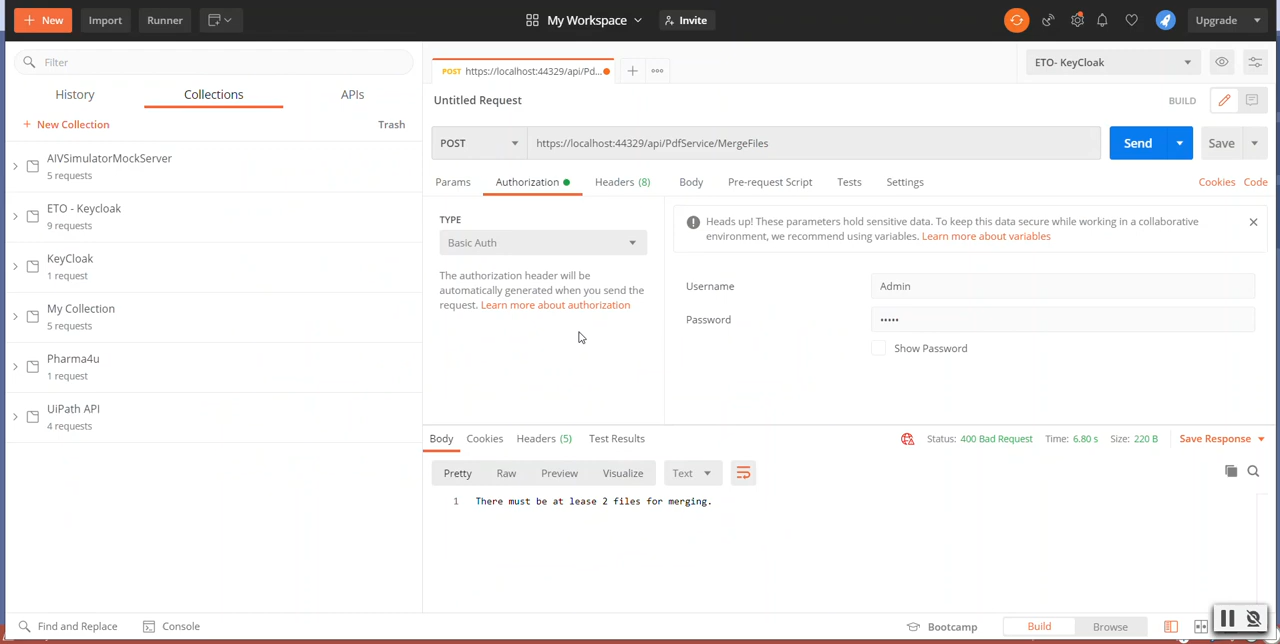 + New
Import
Runner
My Workspace
Invite
Upgrade
Filter
History
Collections
APIs
+ New Collection
Trash
AIVSimulatorMockServer
5 requests
ETO - Keycloak
9 requests
KeyCloak
1 request
My Collection
5 requests
Pharma4u
1 request
UiPath API
4 requests
POST https://localhost:44329/api/Pd...
ETO- KeyCloak
Untitled Request
BUILD
POST
https://localhost:44329/api/PdfService/MergeFiles
Send
Save
Params
Authorization
Headers (8)
Body
Pre-request Script
Tests
Settings
Cookies
Code
TYPE
Basic Auth
The authorization header will be
automatically generated when you send the
request. Learn more about authorization
Heads up! These parameters hold sensitive data. To keep this data secure while working in a collaborative
environment, we recommend using variables. Learn more about variables
Username
Admin
Password
•••••
Show Password
Body
Cookies
Headers (5)
Test Results
Status: 400 Bad Request
Time: 6.80 s
Size: 220 B
Save Response
Pretty
Raw
Preview
Visualize
Text
1 There must be at lease 2 files for merging.
Find and Replace
Console
Bootcamp
Build
Browse